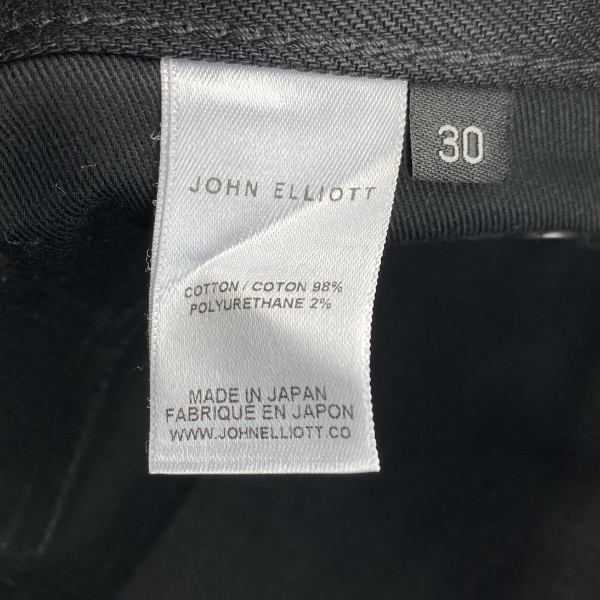 JOHN ELLIOTT
30
COTTON / COTON 98%
POLYURETHANE 2%
MADE IN JAPAN
FABRIQUE EN JAPON
WWW.JOHNELLIOTT.CO